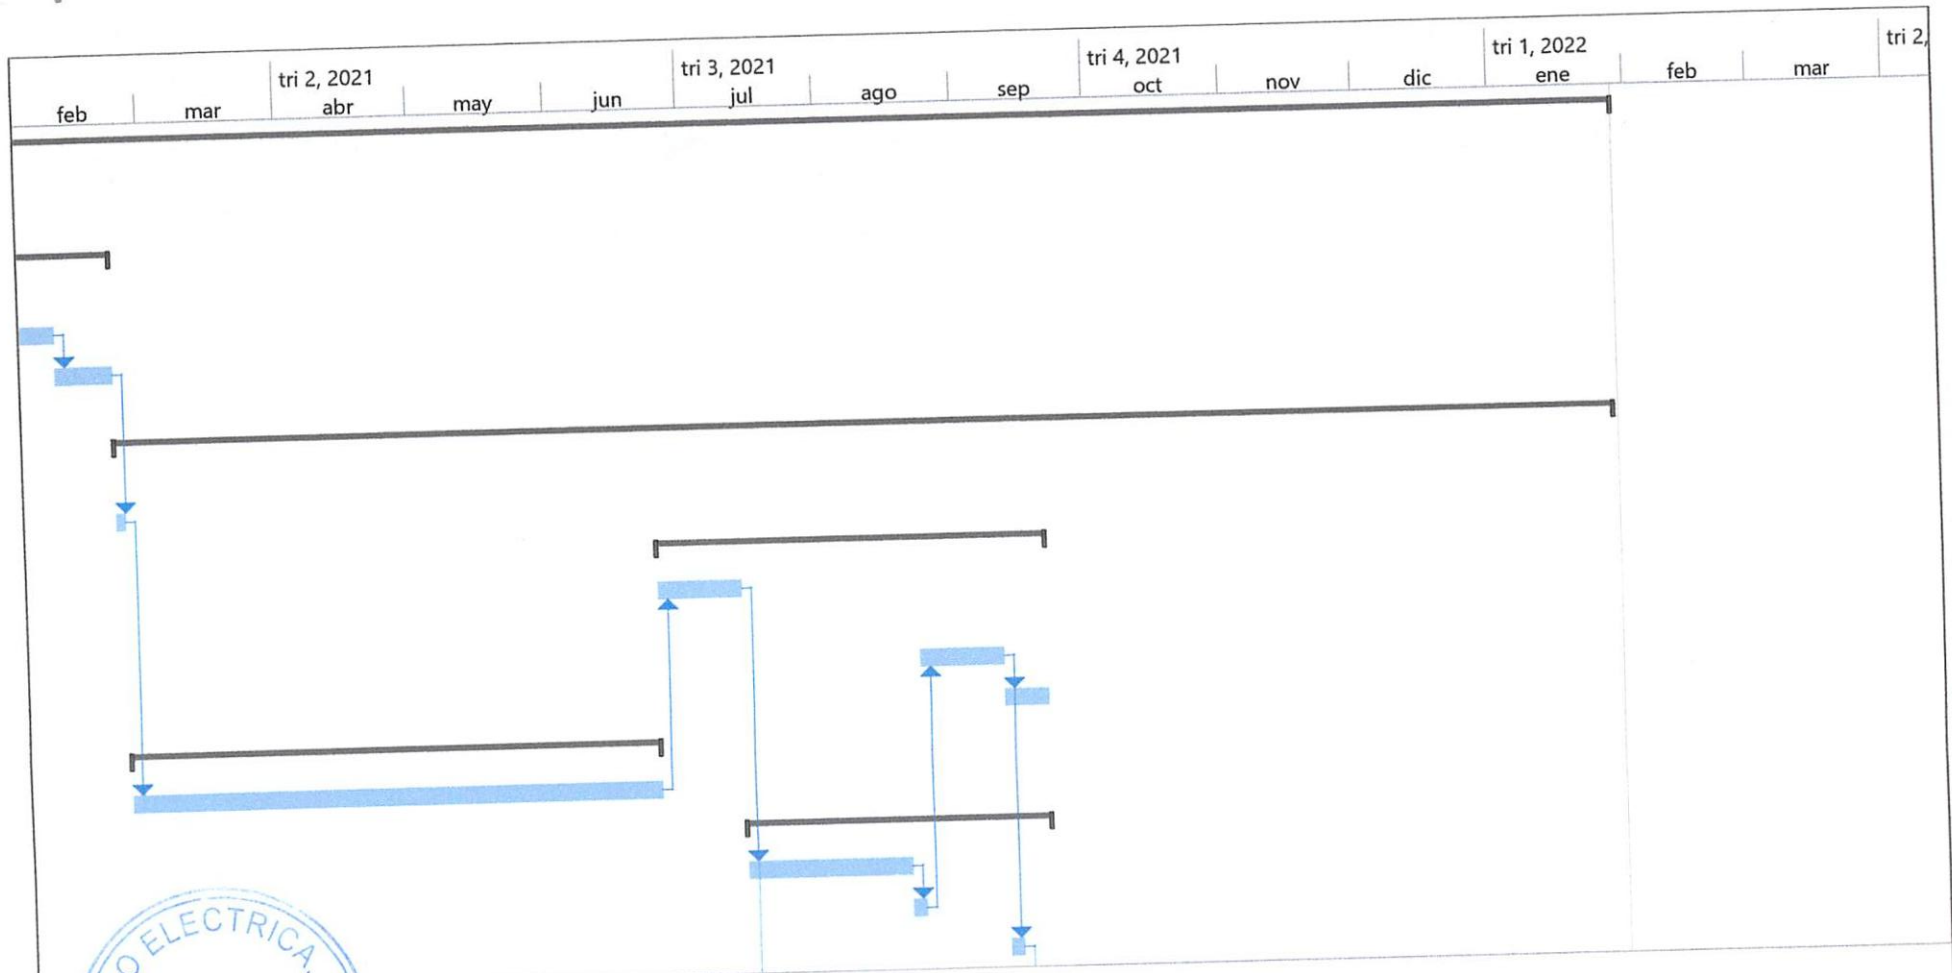 tri 2, 2021 tri 3, 2021 tri 4, 2021 tri 1, 2022 tri 2,
feb mar abr may jun jul ago sep oct nov dic ene feb mar
O ELECTRICA